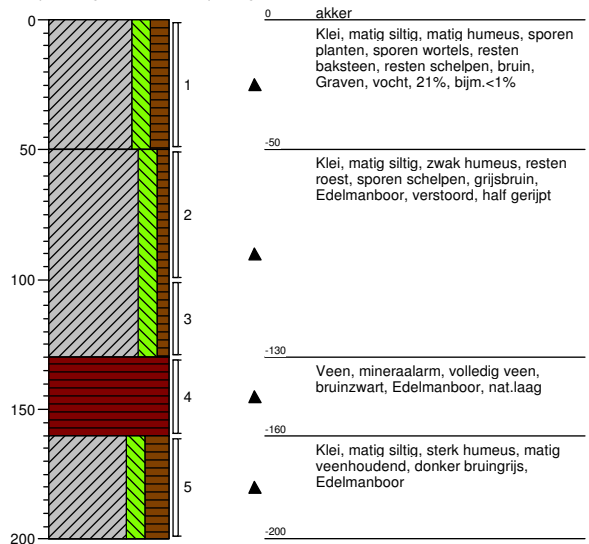 0
0
akker
Klei, matig siltig, matig humeus, sporen
planten, sporen wortels, resten
baksteen, resten schelpen, bruin,
Graven, vocht, 21%, bijm.<1%
1
50
-50
Klei, matig siltig, zwak humeus, resten
roest, sporen schelpen, grijsbruin,
Edelmanboor, verstoord, half gerijpt
2
100
3
-130
Veen, mineraalarm, volledig veen,
bruinzwart, Edelmanboor, nat.laag
4
150
-160
Klei, matig siltig, sterk humeus, matig
veenhoudend, donker bruingrijs,
Edelmanboor
5
200
-200